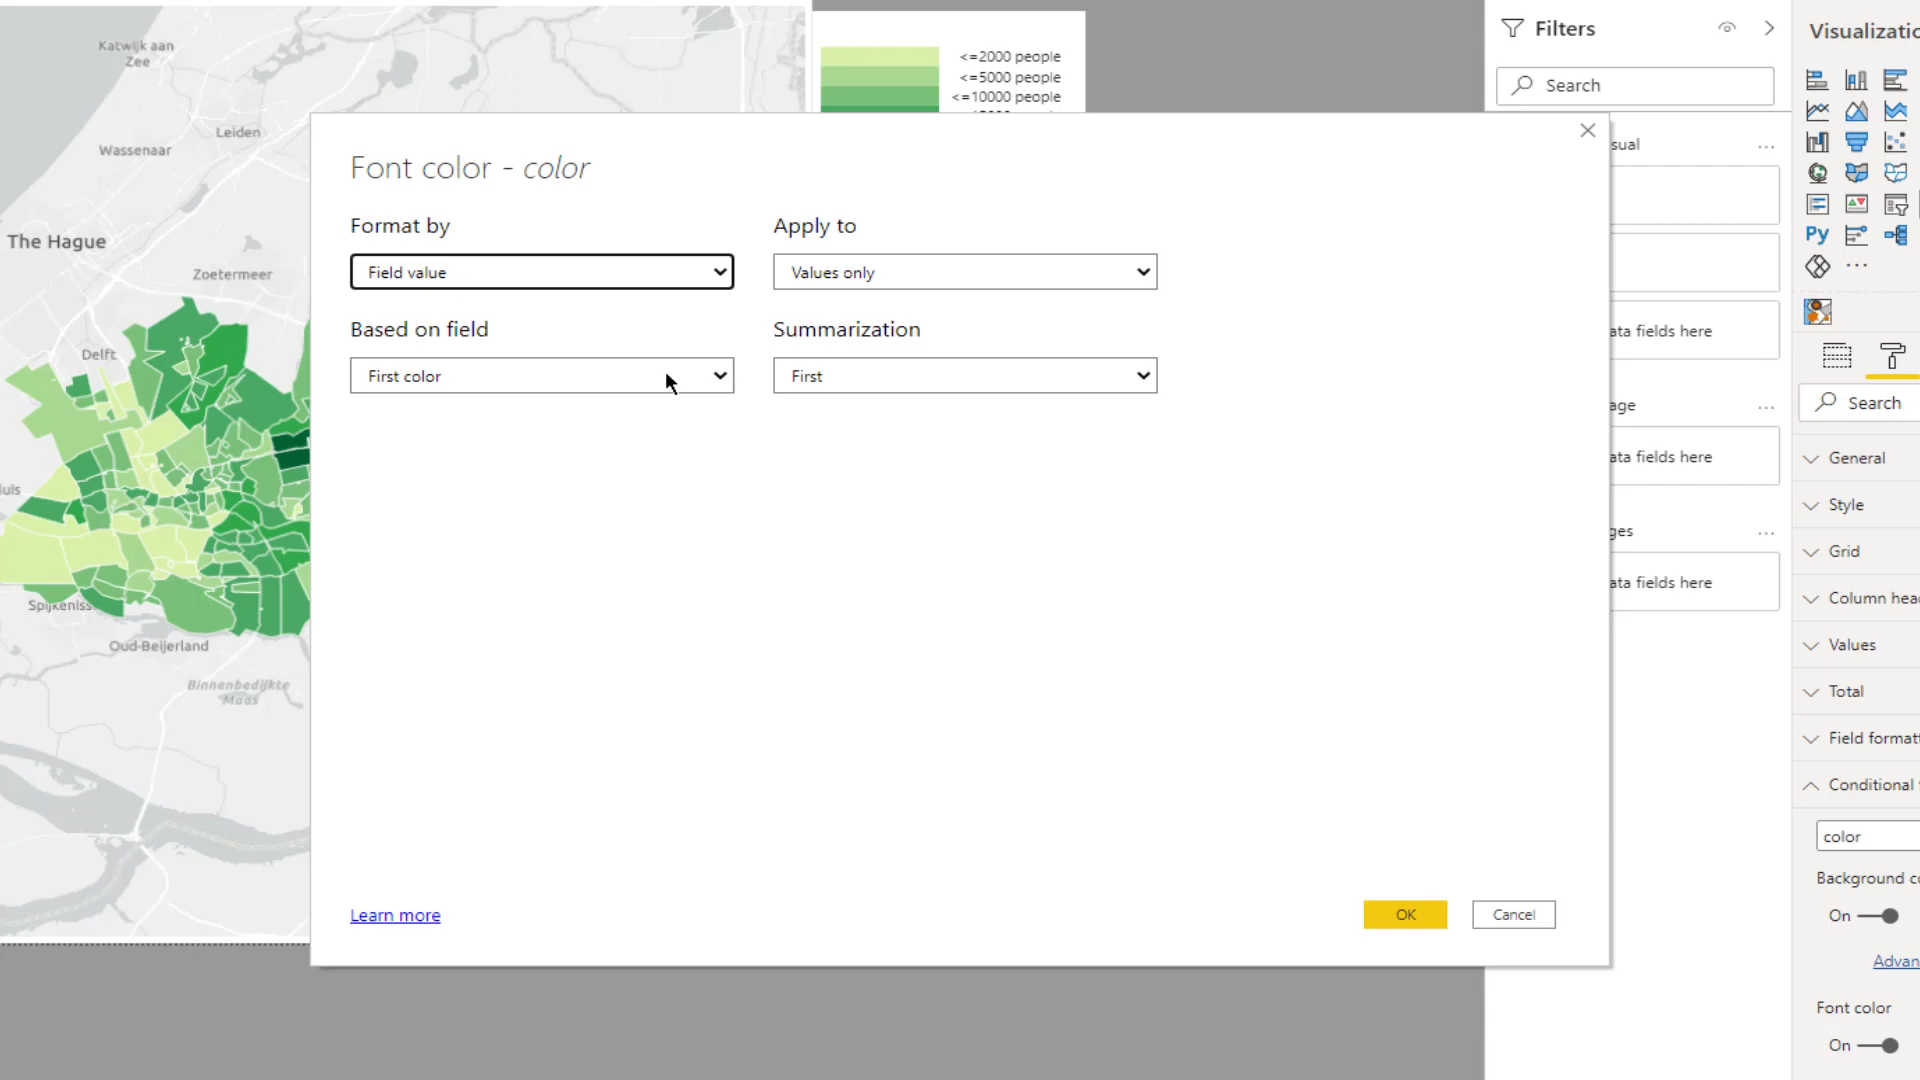 Katwijk aan
Zee
Leiden
Wassenaar
The Hague
Zoetermeer
Delft
Oud-Beijerland
Binnenbedijkte
Maas
<=2000 people
<=5000 people
<=10000 people
Font color - color
Format by
Field value
Apply to
Values only
Based on field
First color
Summarization
First
Learn more
OK
Cancel
Filters
Search
sual
ata fields here
age
ata fields here
ges
ata fields here
Visualizatio
Py
Search
General
Style
Grid
Column hea
Values
Total
Field format
Conditional
color
Background co
On
Advan
Font color
On